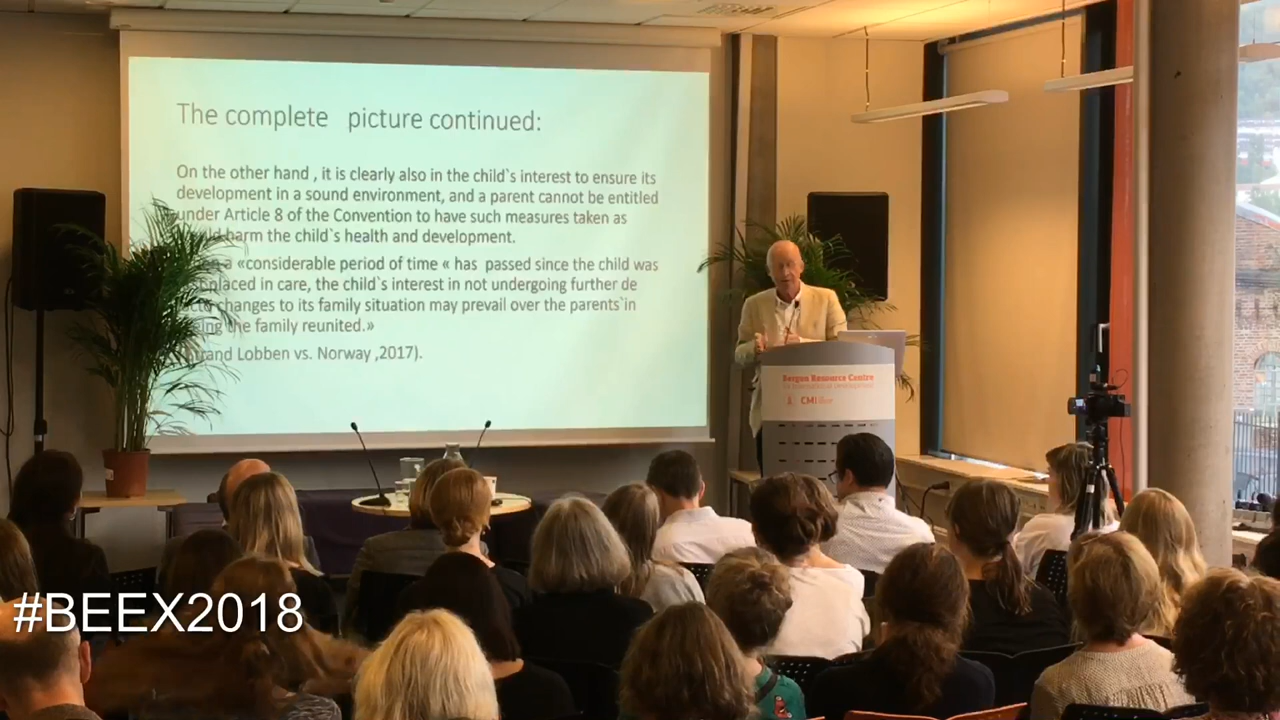 The complete picture continued:
On the other hand , it is clearly also in the child`s interest to ensure its
development in a sound environment, and a parent cannot be entitled
under Article 8 of the Convention to have such measures taken as
harm the child`s health and development.
a «considerable period of time « has passed since the child was
placed in care, the child`s interest in not undergoing further de
changes to its family situation may prevail over the parents`in
the family reunited.»
Lobben vs. Norway ,2017).
Bergen Resource Centre
CMI
#BEEX2018